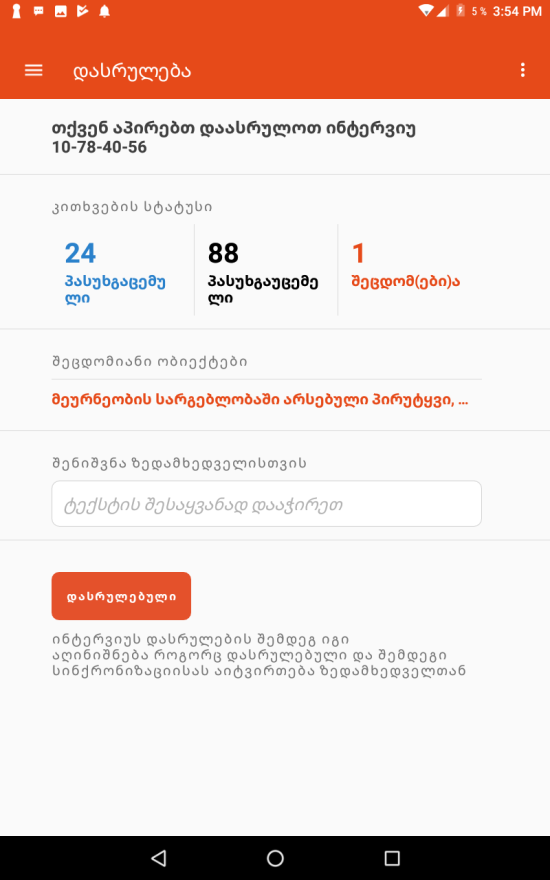 5 % 3:54 PM
დასრულება
თქვენ აპირებთ დაასრულოთ ინტერვიუ
10-78-40-56
კითხვების სტატუსი
24
პასუხგაცემუ
ლი
88
პასუხგაუცემე
ლი
1
შეცდომ(ები)ა
შეცდომიანი ობიექტები
მეურნეობის სარგებლობაში არსებული პირუტყვი, ...
შენიშვნა ზედამხედველისთვის
ტექსტის შესაყვანად დააჭირეთ
დასრულებული
ინტერვიუს დასრულების შემდეგ იგი
აღინიშნება როგორც დასრულებული და შემდეგი
სინქრონიზაციისას აიტვირთება ზედამხედველთან